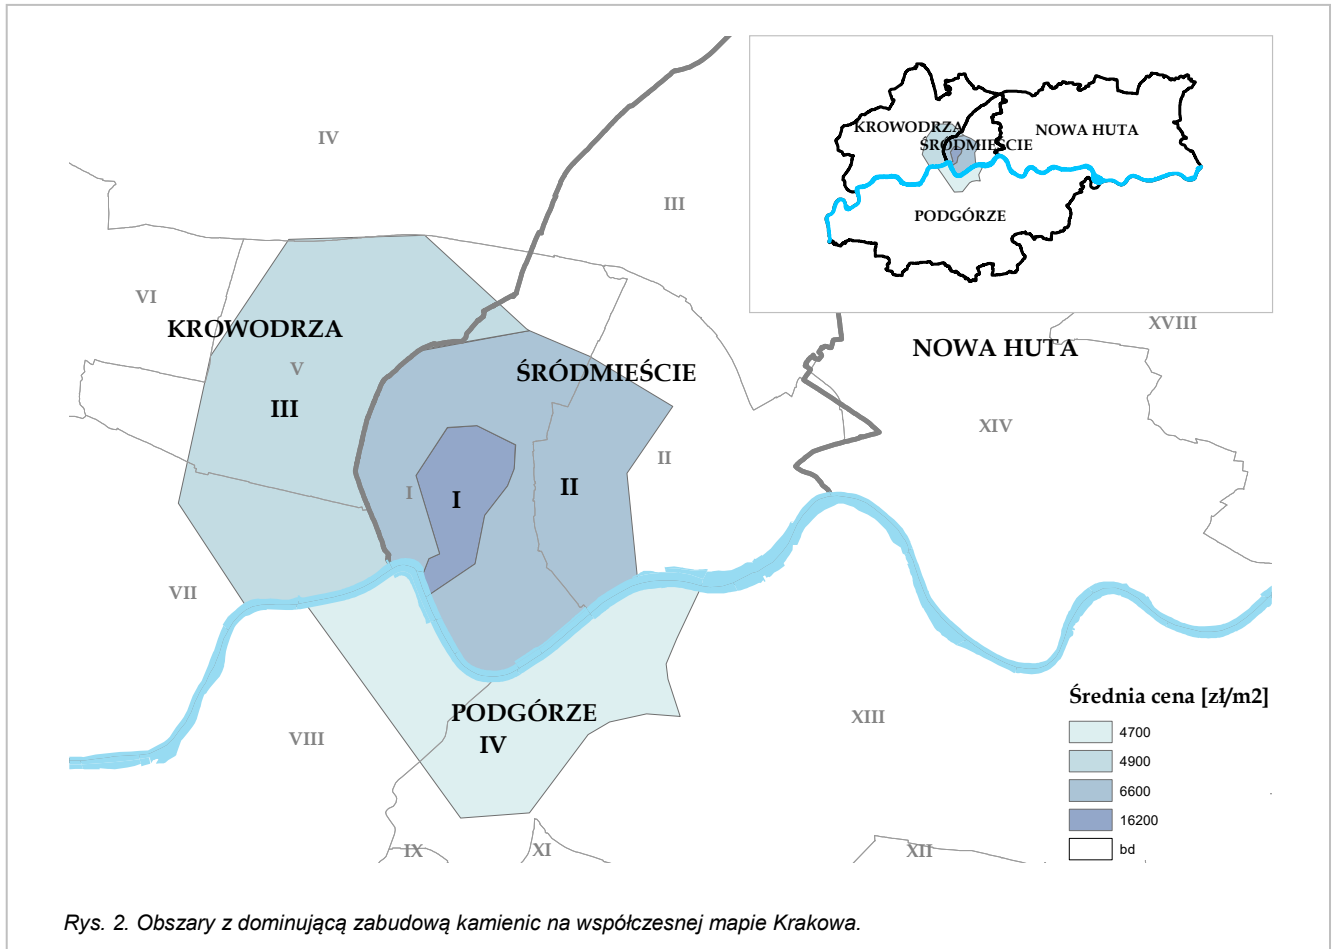 IV
III
VI
KROWODRZA
V
III
ŚRÓDMIEŚCIE
NOWA HUTA
XVIII
XIV
II
II
I
I
VII
VIII
PODGÓRZE
IV
XIII
IX
XI
XII
KROWODRZA
NOWA HUTA
ŚRÓDMIEŚCIE
PODGÓRZE
Średnia cena [zł/m2]
4700
4900
6600
16200
bd
Rys. 2. Obszary z dominującą zabudową kamienic na współczesnej mapie Krakowa.